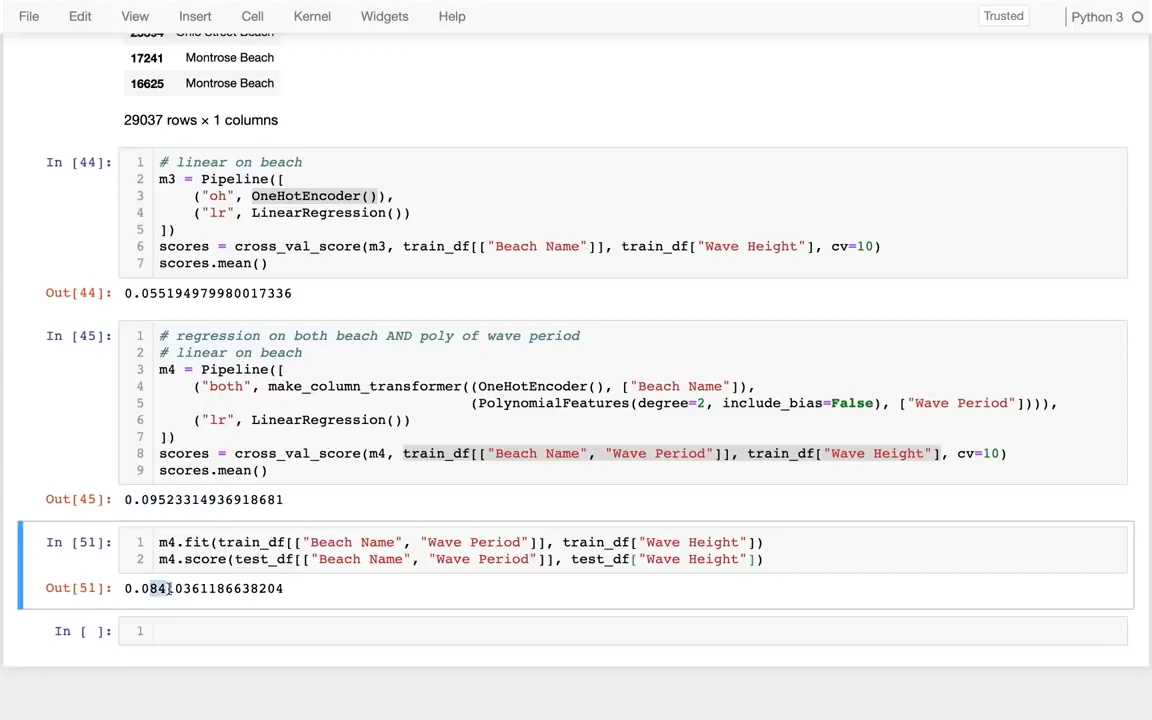 File Edit View Insert Cell Kernel Widgets Help Trusted Python 3
17241 Montrose Beach
16625 Montrose Beach
29037 rows × 1 columns
In [44]: 1 # linear on beach
2 m3 = Pipeline([
3 ("oh", OneHotEncoder()),
4 ("lr", LinearRegression())
5 ])
6 scores = cross_val_score(m3, train_df[["Beach Name"]], train_df["Wave Height"], cv=10)
7 scores.mean()
Out[44]: 0.055194979980017336
In [45]: 1 # regression on both beach AND poly of wave period
2 # linear on beach
3 m4 = Pipeline([
4 ("both", make_column_transformer((OneHotEncoder(), ["Beach Name"]),
5 (PolynomialFeatures(degree=2, include_bias=False), ["Wave Period"]))),
6 ("lr", LinearRegression())
7 ])
8 scores = cross_val_score(m4, train_df[["Beach Name", "Wave Period"]], train_df["Wave Height"], cv=10)
9 scores.mean()
Out[45]: 0.09523314936918681
In [51]: 1 m4.fit(train_df[["Beach Name", "Wave Period"]], train_df["Wave Height"])
2 m4.score(test_df[["Beach Name", "Wave Period"]], test_df["Wave Height"])
Out[51]:
In [ ]: 1